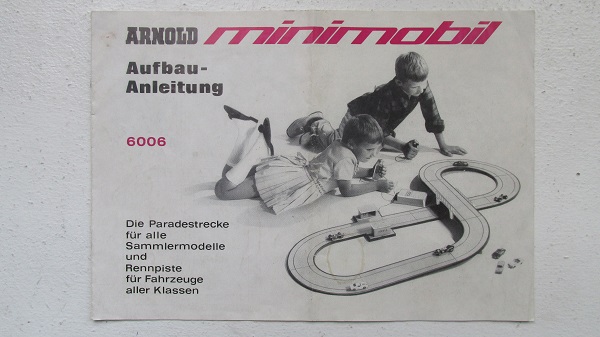 ARNOLD minimobil
Aufbau-
Anleitung
6006
Die Paradestrecke
für alle
Sammlermodelle
und
Rennpiste
für Fahrzeuge
aller Klassen